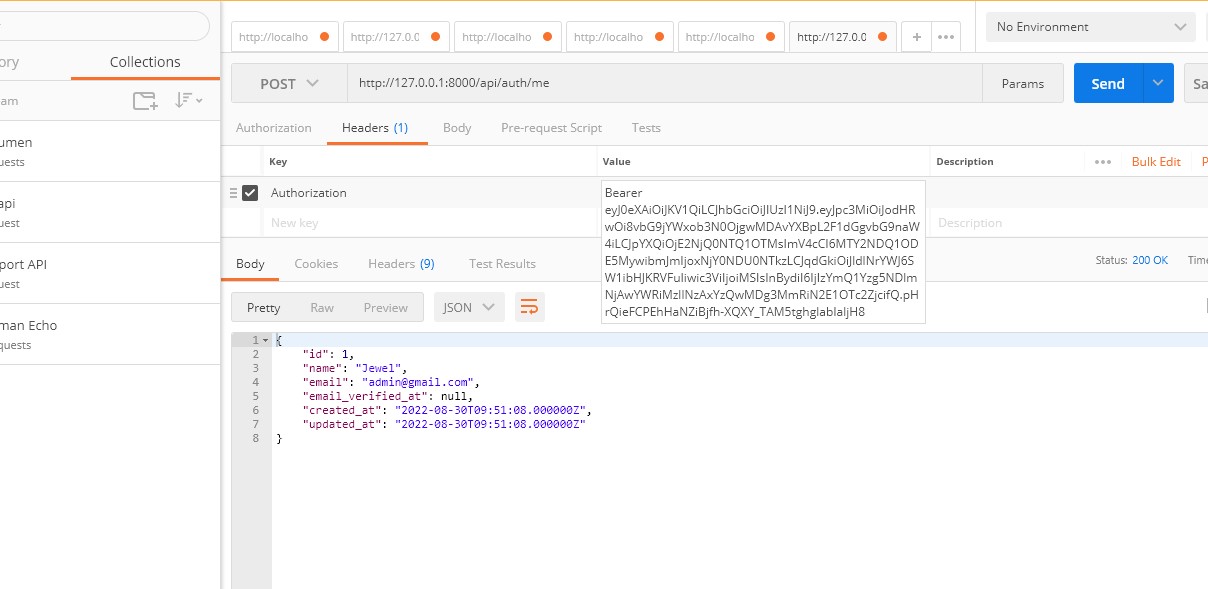 http://localho http://127.0.0 http://localho http://localho http://localho http://127.0.0 + •••
No Environment
ory Collections
POST http://127.0.0.1:8000/api/auth/me Params Send Sa
am
Authorization Headers (1) Body Pre-request Script Tests
umen
uests
Key Value Description ••• Bulk Edit P
Authorization Bearer
eyJ0eXAiOiJKV1QiLCJhbGciOiJIUzI1NiJ9.eyJpc3MiOiJodHR
New key Description
api
uest
Body Cookies Headers (9) Test Results Status: 200 OK Time
port API
uest
Pretty Raw Preview JSON
man Echo
quests
1 {
2 "id": 1,
3 "name": "Jewel",
4 "email": "admin@gmail.com",
5 "email_verified_at": null,
6 "created_at": "2022-08-30T09:51:08.000000Z",
7 "updated_at": "2022-08-30T09:51:08.000000Z"
8 }